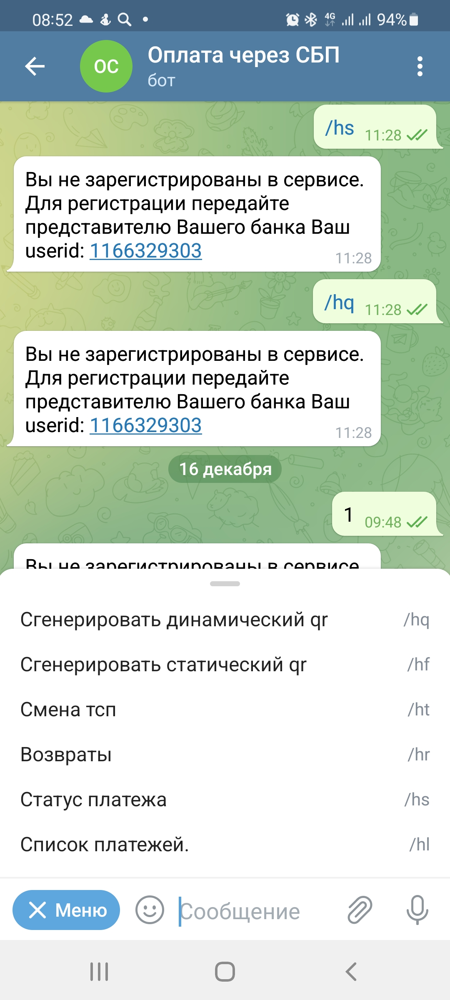 08:52
4G
94%
ОС
Оплата через СБП
бот
/hs 11:28
Вы не зарегистрированы в сервисе.
Для регистрации передайте
представителю Вашего банка Ваш
userid: 1166329303
11:28
/hq 11:28
Вы не зарегистрированы в сервисе.
Для регистрации передайте
представителю Вашего банка Ваш
userid: 1166329303
11:28
16 декабря
1 09:48
Вы не зарегистрированы в сервисе
Сгенерировать динамический qr /hq
Сгенерировать статический qr /hf
Смена тсп /ht
Возвраты /hr
Статус платежа /hs
Список платежей. /hl
Меню
Сообщение